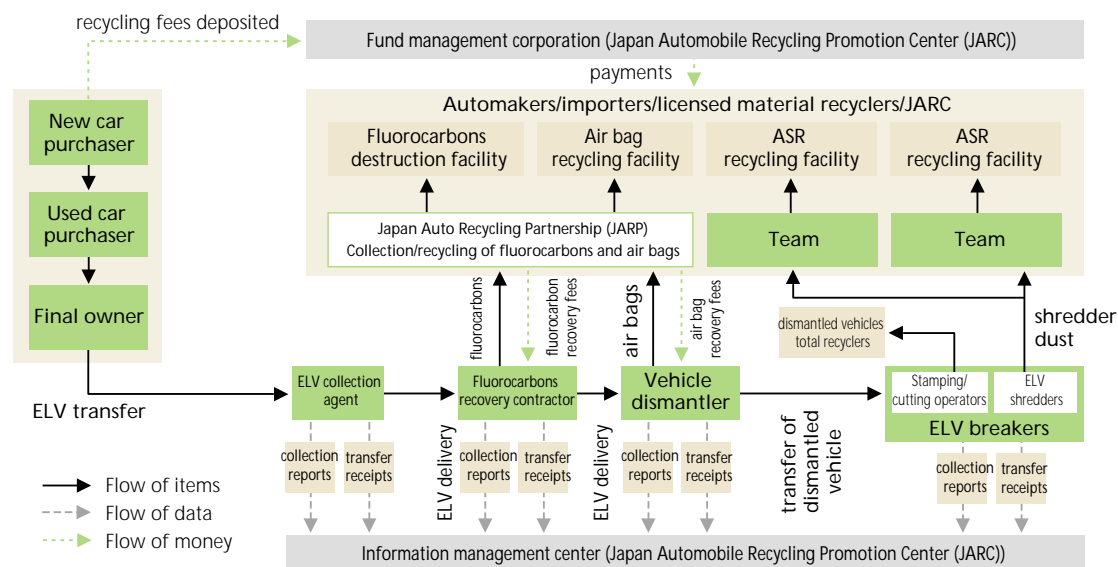 recycling fees deposited
Fund management corporation (Japan Automobile Recycling Promotion Center (JARC))
payments
Automakers/importers/licensed material recyclers/JARC
New car
purchaser
Used car
purchaser
Final owner
Fluorocarbons
destruction facility
Air bag
recycling facility
ASR
recycling facility
ASR
recycling facility
Japan Auto Recycling Partnership (JARP)
Collection/recycling of fluorocarbons and air bags
Team
Team
fluorocarbons
fluorocarbon
recovery fees
air bags
air bag
recovery fees
dismantled vehicles
total recyclers
shredder
dust
ELV transfer
ELV collection
agent
Fluorocarbons
recovery contractor
Vehicle
dismantler
Stamping/
cutting operators
ELV
shredders
ELV breakers
collection
reports
transfer
receipts
ELV delivery
collection
reports
transfer
receipts
ELV delivery
collection
reports
transfer
receipts
transfer of
dismantled
vehicle
collection
reports
transfer
receipts
Flow of items
Flow of data
Flow of money
Information management center (Japan Automobile Recycling Promotion Center (JARC))